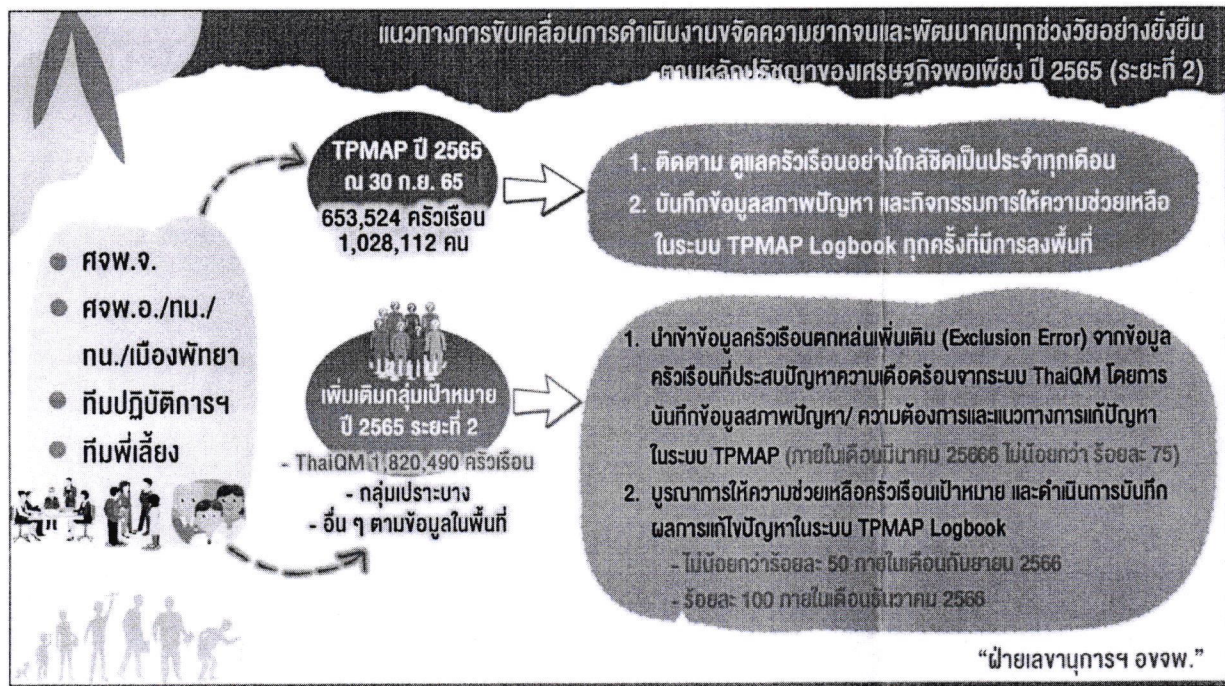 แนวทางการขับเคลื่อนการดำเนินงานขจัดความยากจนและพัฒนาคนทุกช่วงวัยอย่างยั่งยืน
ตามหลักปรัชญาของเศรษฐกิจพอเพียง ปี 2565 (ระยะที่ 2)
● ศจพ.จ.
● ศจพ.อ./ทม./
ทน./เมืองพัทยา
● ทีมปฏิบัติการฯ
● ทีมพี่เลี้ยง
TPMAP ปี 2565
ณ 30 ก.ย. 65
653,524 ครัวเรือน
1,028,112 คน
1. ติดตาม ดูแลครัวเรือนอย่างใกล้ชิดเป็นประจำทุกเดือน
2. บันทึกข้อมูลสภาพปัญหา และกิจกรรมการให้ความช่วยเหลือ
ในระบบ TPMAP Logbook ทุกครั้งที่มีการลงพื้นที่
เพิ่มเติมกลุ่มเป้าหมาย
ปี 2565 ระยะที่ 2
- ThaiQM 1,820,490 ครัวเรือน
- กลุ่มเปราะบาง
- อื่น ๆ ตามข้อมูลในพื้นที่
1. นำเข้าข้อมูลครัวเรือนตกหล่นเพิ่มเติม (Exclusion Error) จากข้อมูล
ครัวเรือนที่ประสบปัญหาความเดือดร้อนจากระบบ ThaiQM โดยการ
บันทึกข้อมูลสภาพปัญหา/ ความต้องการและแนวทางการแก้ปัญหา
ในระบบ TPMAP (ภายในเดือนมีนาคม 25666 ไม่น้อยกว่า ร้อยละ 75)
2. บูรณาการให้ความช่วยเหลือครัวเรือนเป้าหมาย และดำเนินการบันทึก
ผลการแก้ไขปัญหาในระบบ TPMAP Logbook
- ไม่น้อยกว่าร้อยละ 50 ภายในเดือนกันยายน 2566
- ร้อยละ 100 ภายในเดือนธันวาคม 2566
“ฝ่ายเลขานุการฯ อขจพ.”